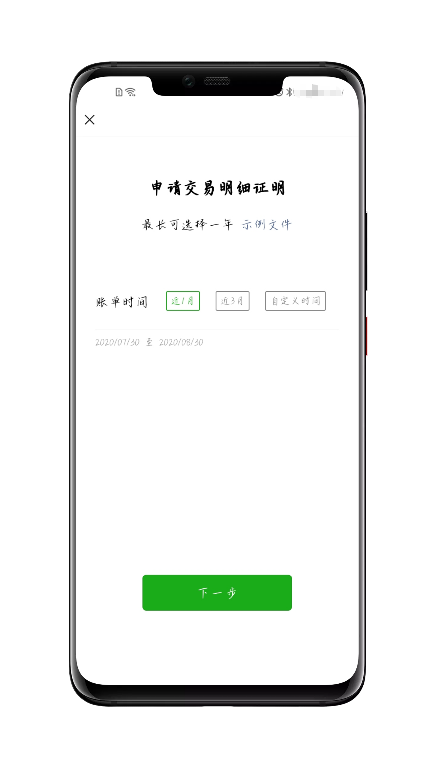 申请交易明细证明
最长可选择一年 示例文件
账单时间 近1月 近3月 自定义时间
2020/07/30 至 2020/08/30
下一步